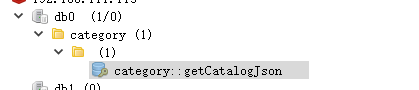 db0 (1/0)
category (1)
(1)
category::getCatalogJson